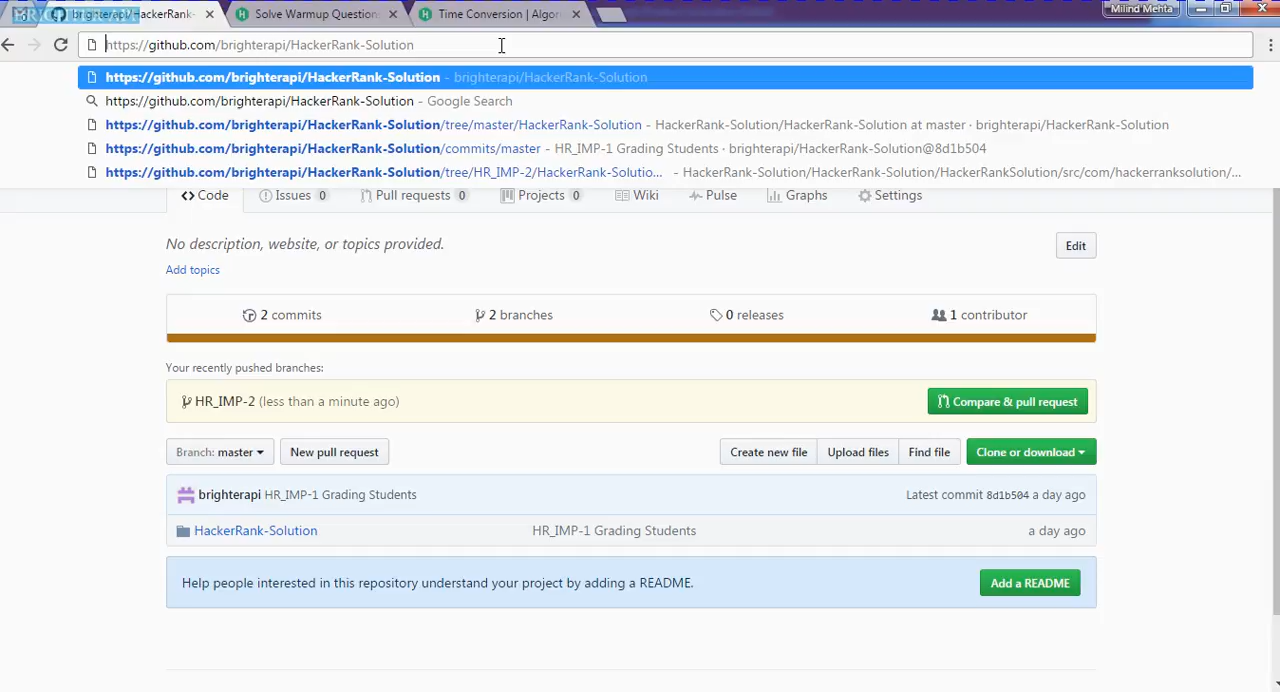 brighterapi/HackerRank- Solve Warmup Question Time Conversion | Algor Milind Mehta
https://github.com/brighterapi/HackerRank-Solution
https://github.com/brighterapi/HackerRank-Solution - brighterapi/HackerRank-Solution
https://github.com/brighterapi/HackerRank-Solution - Google Search
https://github.com/brighterapi/HackerRank-Solution/tree/master/HackerRank-Solution - HackerRank-Solution/HackerRank-Solution at master · brighterapi/HackerRank-Solution
https://github.com/brighterapi/HackerRank-Solution/commits/master - HR_IMP-1 Grading Students · brighterapi/HackerRank-Solution@8d1b504
https://github.com/brighterapi/HackerRank-Solution/tree/HR_IMP-2/HackerRank-Solutio... - HackerRank-Solution/HackerRank-Solution/HackerRankSolution/src/com/hackerranksolution/...
Code Issues 0 Pull requests 0 Projects 0 Wiki Pulse Graphs Settings
No description, website, or topics provided. Edit
Add topics
2 commits 2 branches 0 releases 1 contributor
Your recently pushed branches:
HR_IMP-2 (less than a minute ago) Compare & pull request
Branch: master New pull request Create new file Upload files Find file Clone or download
brighterapi HR_IMP-1 Grading Students Latest commit 8d1b504 a day ago
HackerRank-Solution HR_IMP-1 Grading Students a day ago
Help people interested in this repository understand your project by adding a README. Add a README